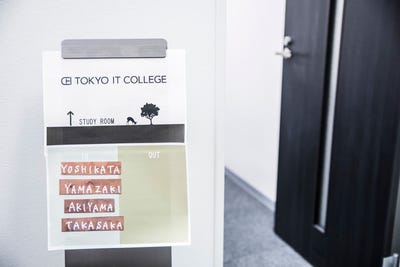 TOKYO IT COLLEGE
STUDY ROOM
OUT
YOSHIKATA
YAMAZAKI
AKIYAMA
TAKASAKA